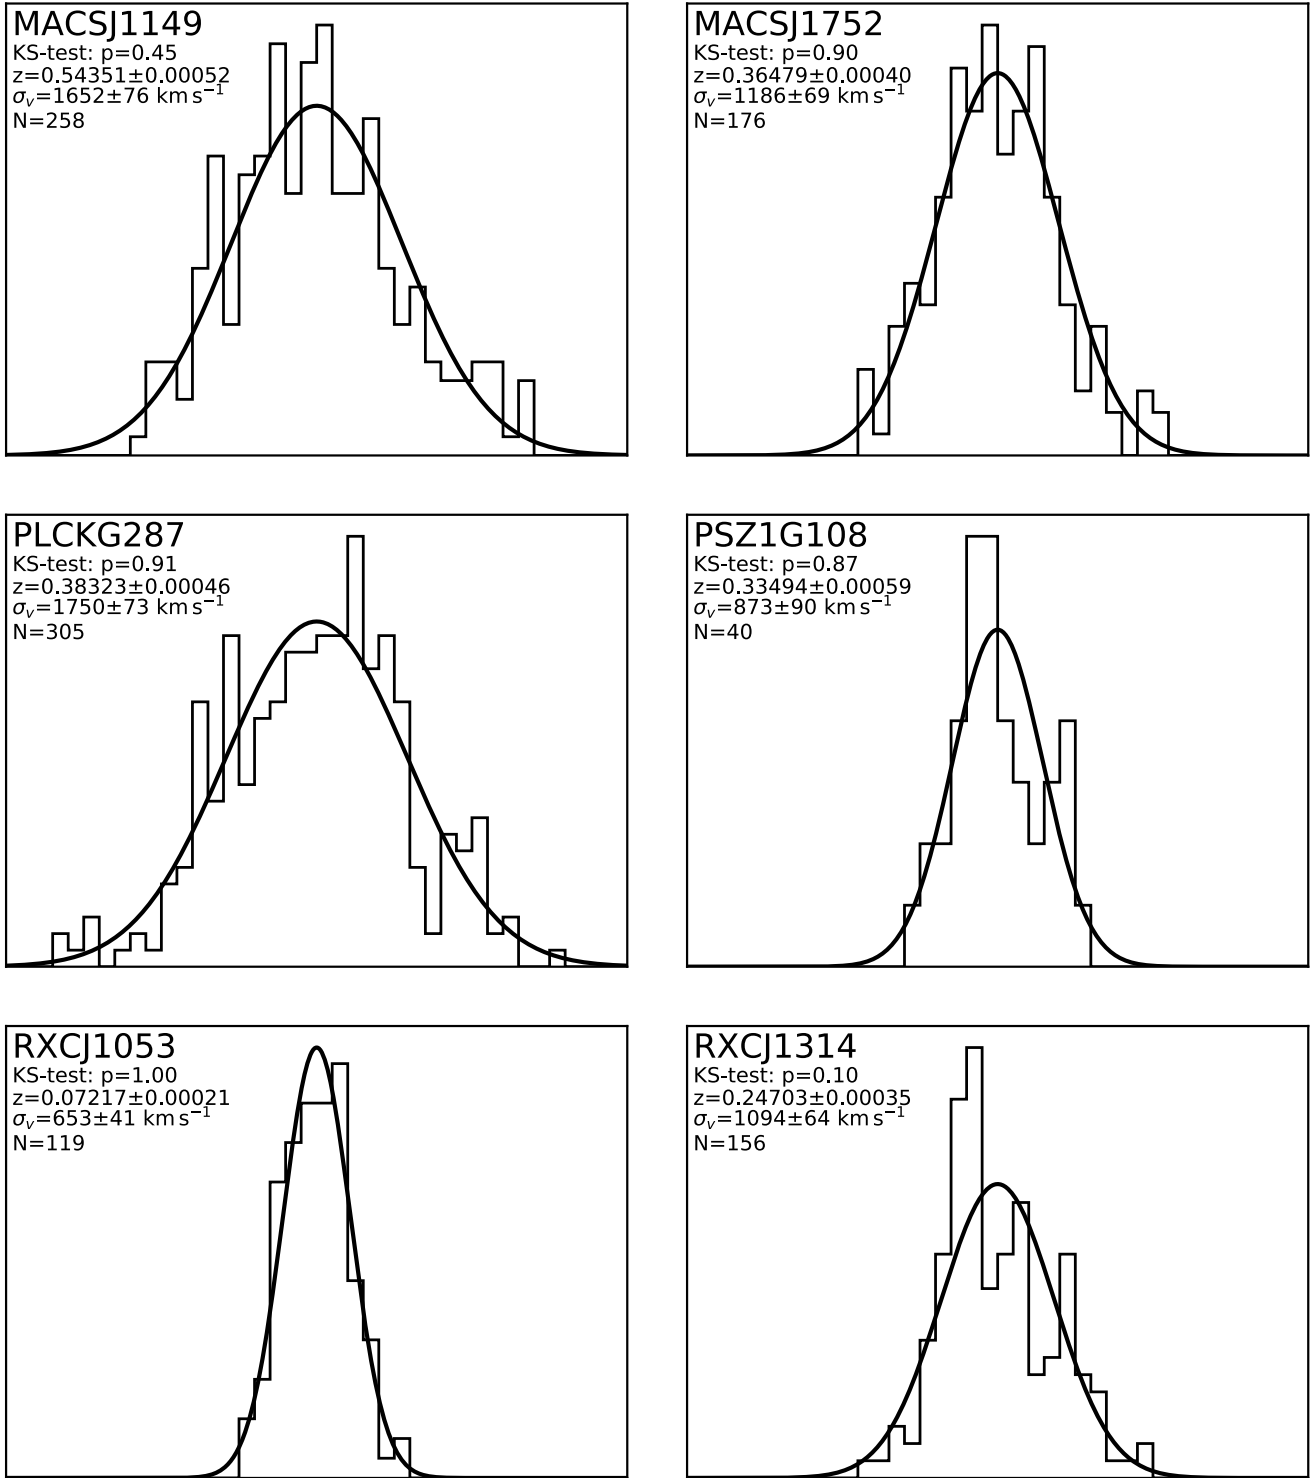 MACSJ1149
KS-test: p=0.45
z=0.54351±0.00052
σᵥ=1652±76 km s⁻¹
N=258
MACSJ1752
KS-test: p=0.90
z=0.36479±0.00040
σᵥ=1186±69 km s⁻¹
N=176
PLCKG287
KS-test: p=0.91
z=0.38323±0.00046
σᵥ=1750±73 km s⁻¹
N=305
PSZ1G108
KS-test: p=0.87
z=0.33494±0.00059
σᵥ=873±90 km s⁻¹
N=40
RXCJ1053
KS-test: p=1.00
z=0.07217±0.00021
σᵥ=653±41 km s⁻¹
N=119
RXCJ1314
KS-test: p=0.10
z=0.24703±0.00035
σᵥ=1094±64 km s⁻¹
N=156